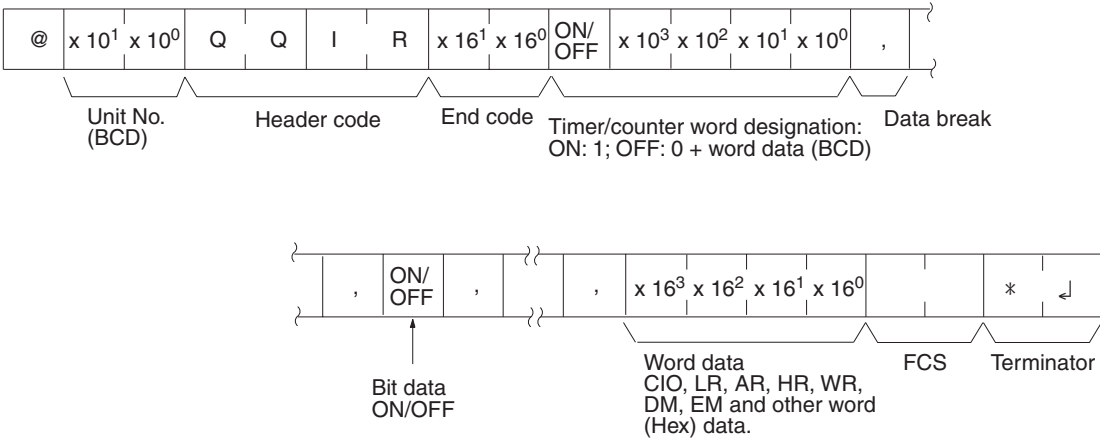 @ x 10¹ x 10⁰ Q Q I R x 16¹ x 16⁰ ON/ OFF x 10³ x 10² x 10¹ x 10⁰ ,
Unit No.
(BCD)
Header code
End code
Timer/counter word designation:
ON: 1; OFF: 0 + word data (BCD)
Data break
, ON/ OFF , , x 16³ x 16² x 16¹ x 16⁰ * ↲
Bit data
ON/OFF
Word data
CIO, LR, AR, HR, WR,
DM, EM and other word
(Hex) data.
FCS
Terminator